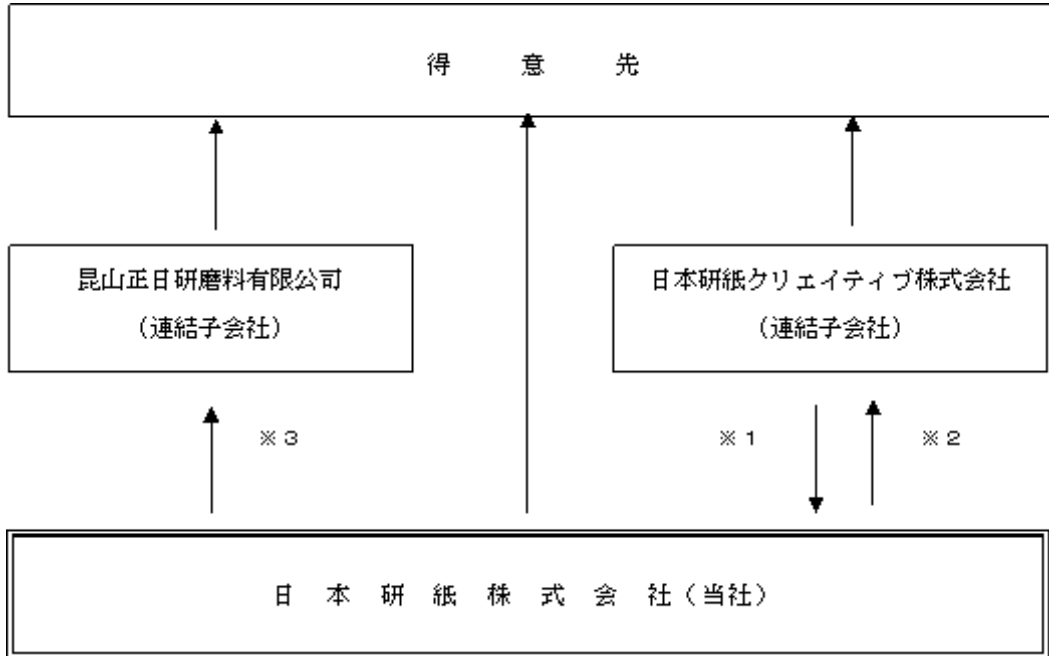 得意先
昆山正日研磨料有限公司
(連結子会社)
日本研紙クリェイティブ株式会社
(連結子会社)
※3
※1
※2
日本研紙株式会社(当社)